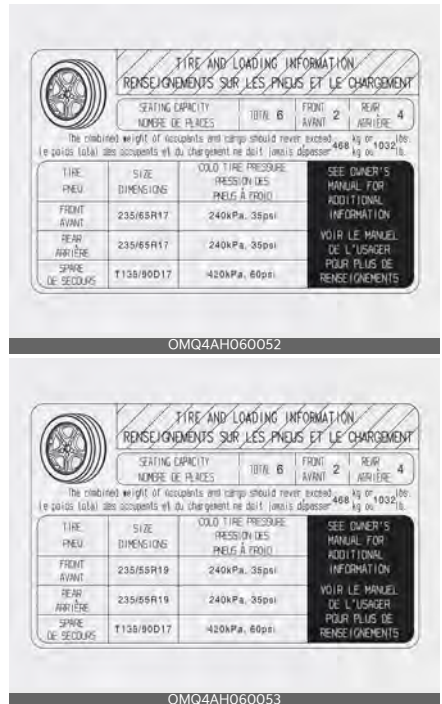 TIRE AND LOADING INFORMATION
RENSEIGNEMENTS SUR LES PNEUS ET LE CHARGEMENT
SEATING CAPACITY
NOMBRE DE PLACES
TOTAL 6
FRONT
AVANT 2
REAR
ARRIÈRE 4
The combined weight of occupants and cargo should never exceed 468 kg or 1032 lbs.
Le poids total des occupants et du chargement ne doit jamais dépasser 468 kg ou 1032 lb.
TIRE
PNEU
SIZE
DIMENSIONS
COLD TIRE PRESSURE
PRESSION DES
PNEUS À FROID
SEE OWNER'S
MANUAL FOR
ADDITIONAL
INFORMATION
VOIR LE MANUEL
DE L'USAGER
POUR PLUS DE
RENSEIGNEMENTS
FRONT
AVANT
235/65R17
240kPa, 35psi
REAR
ARRIÈRE
235/65R17
240kPa, 35psi
SPARE
DE SECOURS
T135/90D17
420kPa, 60psi
OMQ4AH060052
TIRE AND LOADING INFORMATION
RENSEIGNEMENTS SUR LES PNEUS ET LE CHARGEMENT
SEATING CAPACITY
NOMBRE DE PLACES
TOTAL 6
FRONT
AVANT 2
REAR
ARRIÈRE 4
The combined weight of occupants and cargo should never exceed 468 kg or 1032 lbs.
Le poids total des occupants et du chargement ne doit jamais dépasser 468 kg ou 1032 lb.
TIRE
PNEU
SIZE
DIMENSIONS
COLD TIRE PRESSURE
PRESSION DES
PNEUS À FROID
SEE OWNER'S
MANUAL FOR
ADDITIONAL
INFORMATION
VOIR LE MANUEL
DE L'USAGER
POUR PLUS DE
RENSEIGNEMENTS
FRONT
AVANT
235/55R19
240kPa, 35psi
REAR
ARRIÈRE
235/55R19
240kPa, 35psi
SPARE
DE SECOURS
T135/90D17
420kPa, 60psi
OMQ4AH060053